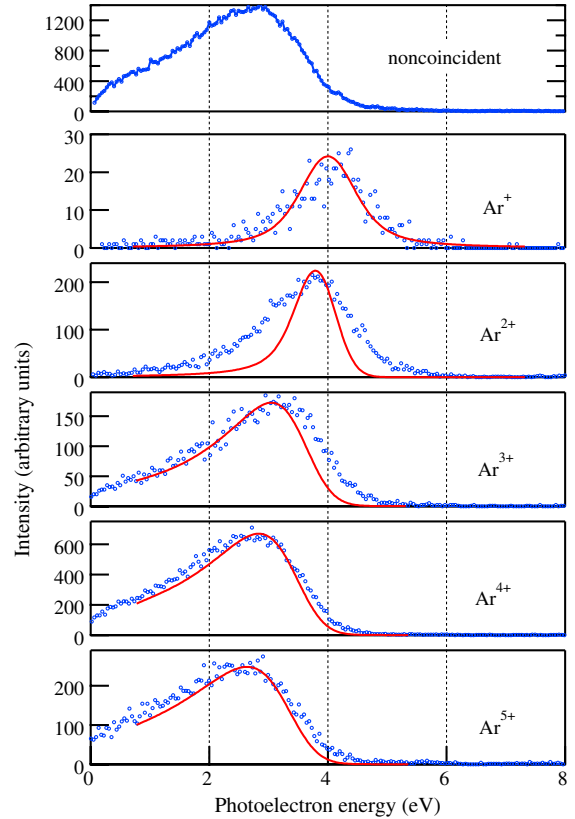 1200
800
400
0
noncoincident
30
20
10
0
Ar+
200
100
0
Ar2+
150
100
50
0
Ar3+
600
400
200
0
Ar4+
200
100
0
Ar5+
0 2 4 6 8
Intensity (arbitrary units)
Photoelectron energy (eV)